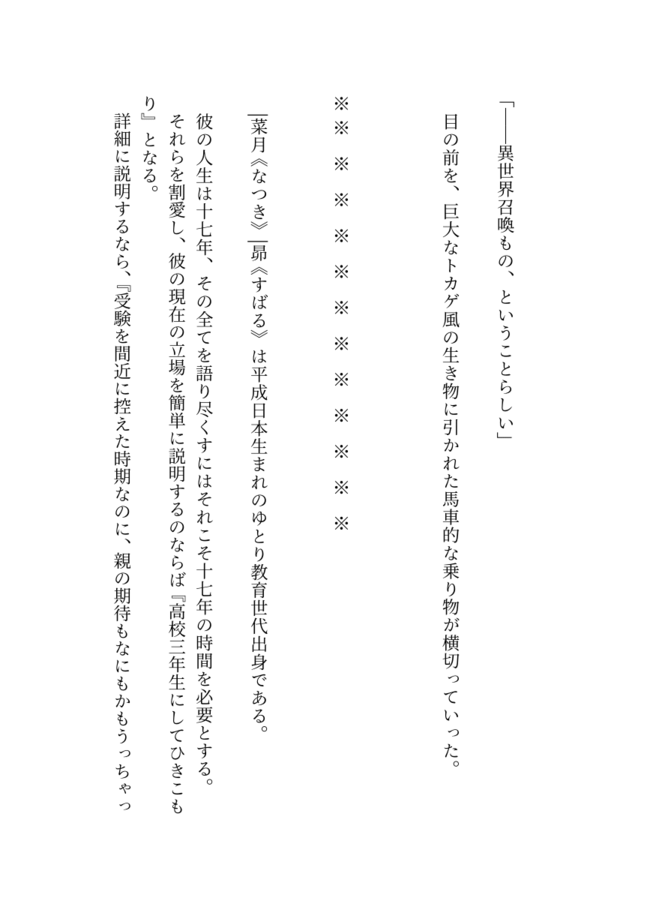 「――異世界召喚もの、ということらしい」
目の前を、巨大なトカゲ風の生き物に引かれた馬車的な乗り物が横切っていった。
※※　※　※　※　※　※　※　※　※　※　※　※
|菜月《なつき》|昴《すばる》は平成日本生まれのゆとり教育世代出身である。
彼の人生は十七年、その全てを語り尽くすにはそれこそ十七年の時間を必要とする。
それらを割愛し、彼の現在の立場を簡単に説明するのならば『高校三年生にしてひきこも
り』となる。
詳細に説明するなら、『受験を間近に控えた時期なのに、親の期待もなにもかもうっちゃっ